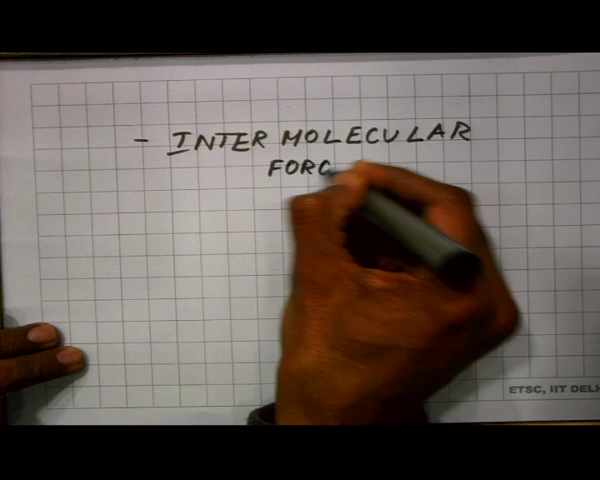 - INTER MOLECULAR
FORC
ETSC, IIT DELH